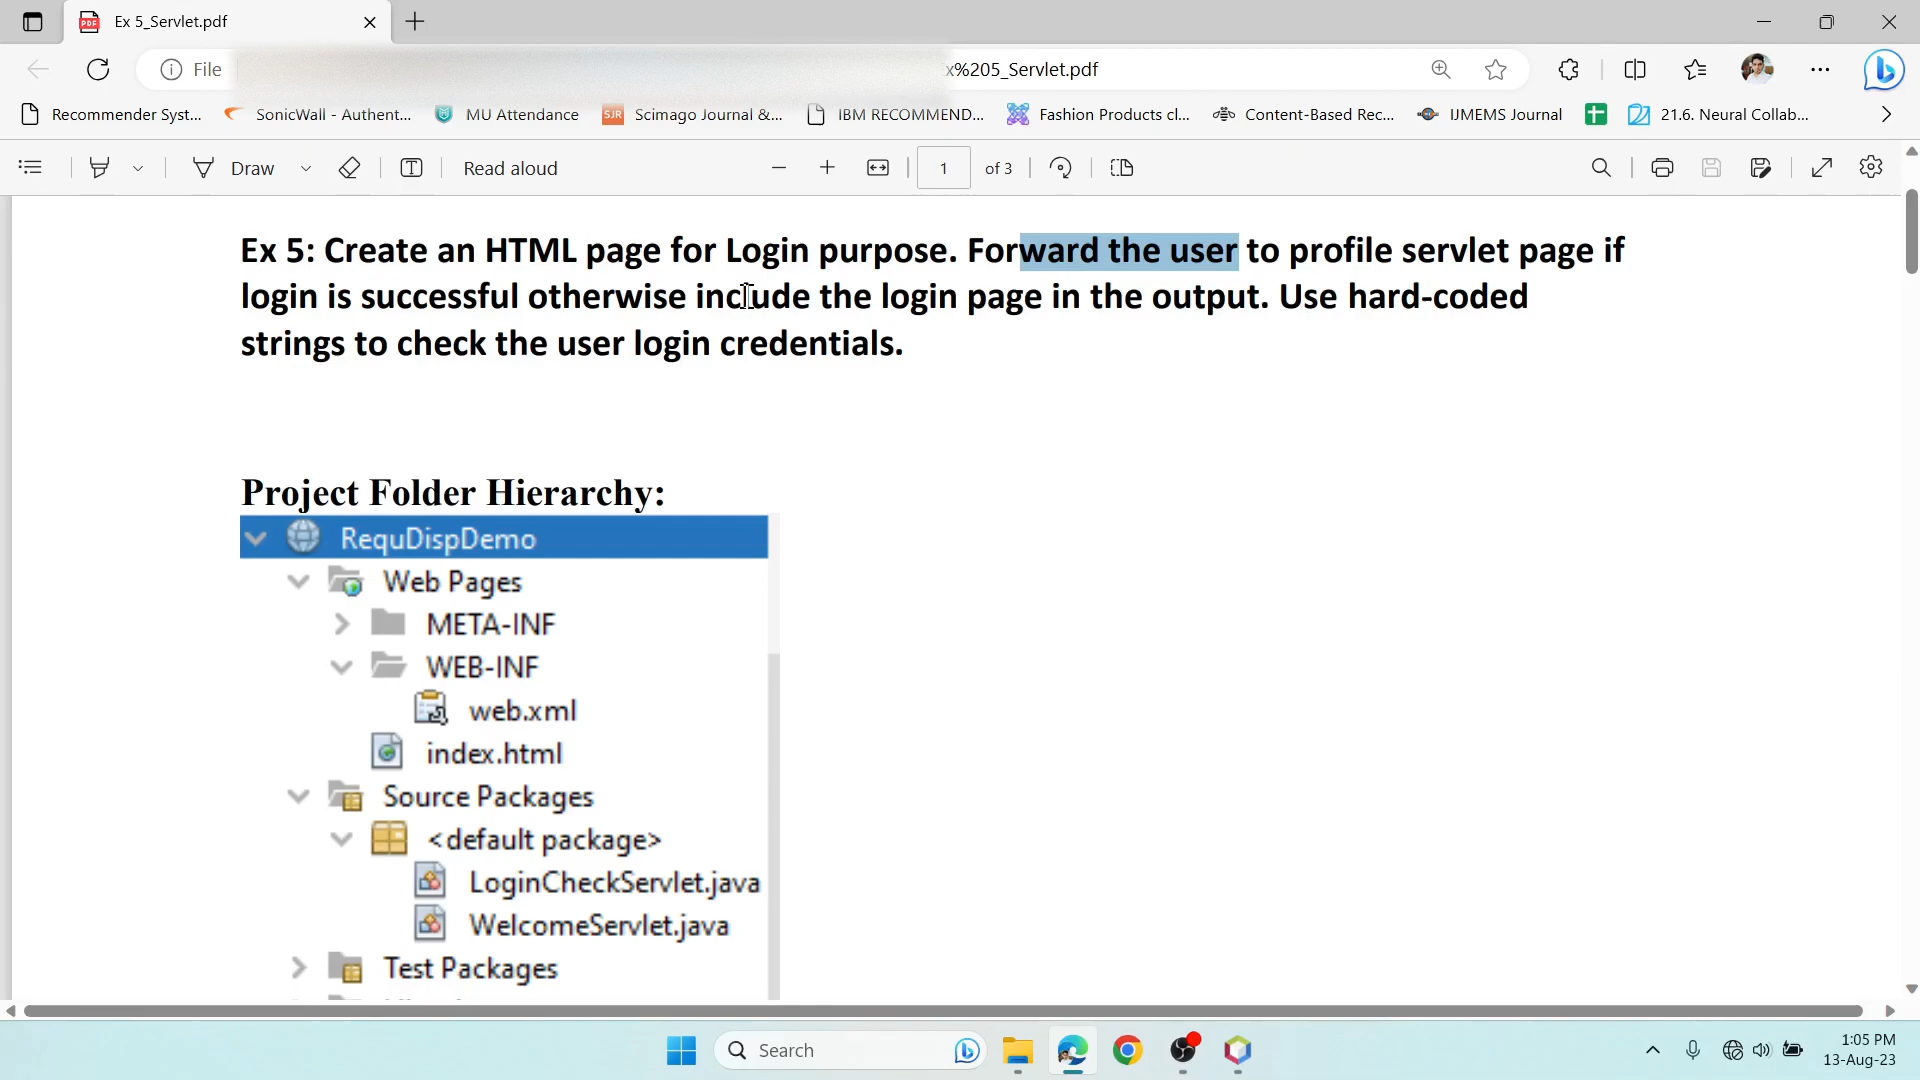 Ex 5_Servlet.pdf
File
x%205_Servlet.pdf
Recommender Syst...
SonicWall - Authent...
MU Attendance
SJR
Scimago Journal &...
IBM RECOMMEND...
Fashion Products cl...
Content-Based Rec...
IJMEMS Journal
21.6. Neural Collab...
Draw
Read aloud
1
of 3
Ex 5: Create an HTML page for Login purpose. Forward the user to profile servlet page if
login is successful otherwise include the login page in the output. Use hard-coded
strings to check the user login credentials.
Project Folder Hierarchy:
RequDispDemo
Web Pages
META-INF
WEB-INF
web.xml
index.html
Source Packages
<default package>
LoginCheckServlet.java
WelcomeServlet.java
Test Packages
Search
1:05 PM
13-Aug-23